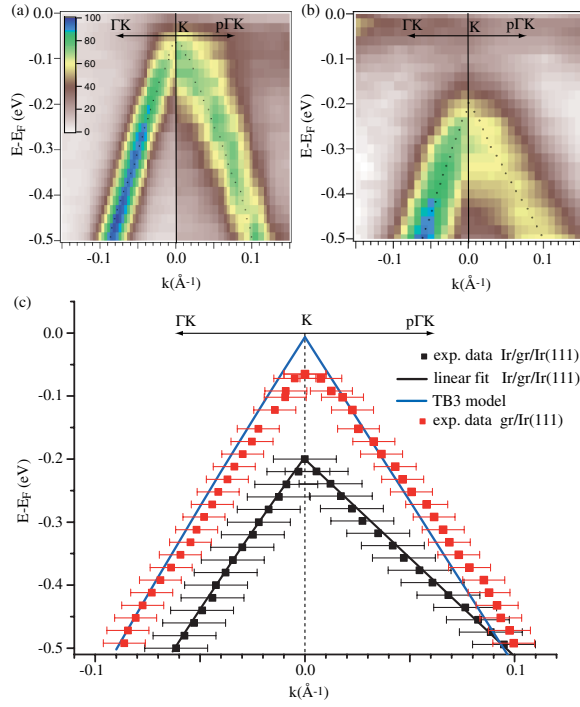 (a)
ΓK K pΓK
100
80
60
40
20
0
0.0
-0.1
-0.2
-0.3
-0.4
-0.5
E-EF (eV)
-0.1 0.0 0.1
k(Å-1)
(b)
ΓK K pΓK
0.0
-0.1
-0.2
-0.3
-0.4
-0.5
E-EF (eV)
-0.1 0.0 0.1
k(Å-1)
(c)
ΓK K pΓK
0.0
-0.1
-0.2
-0.3
-0.4
-0.5
E-EF (eV)
exp. data Ir/gr/Ir(111)
linear fit Ir/gr/Ir(111)
TB3 model
exp. data gr/Ir(111)
-0.1 0.0 0.1
k(Å-1)